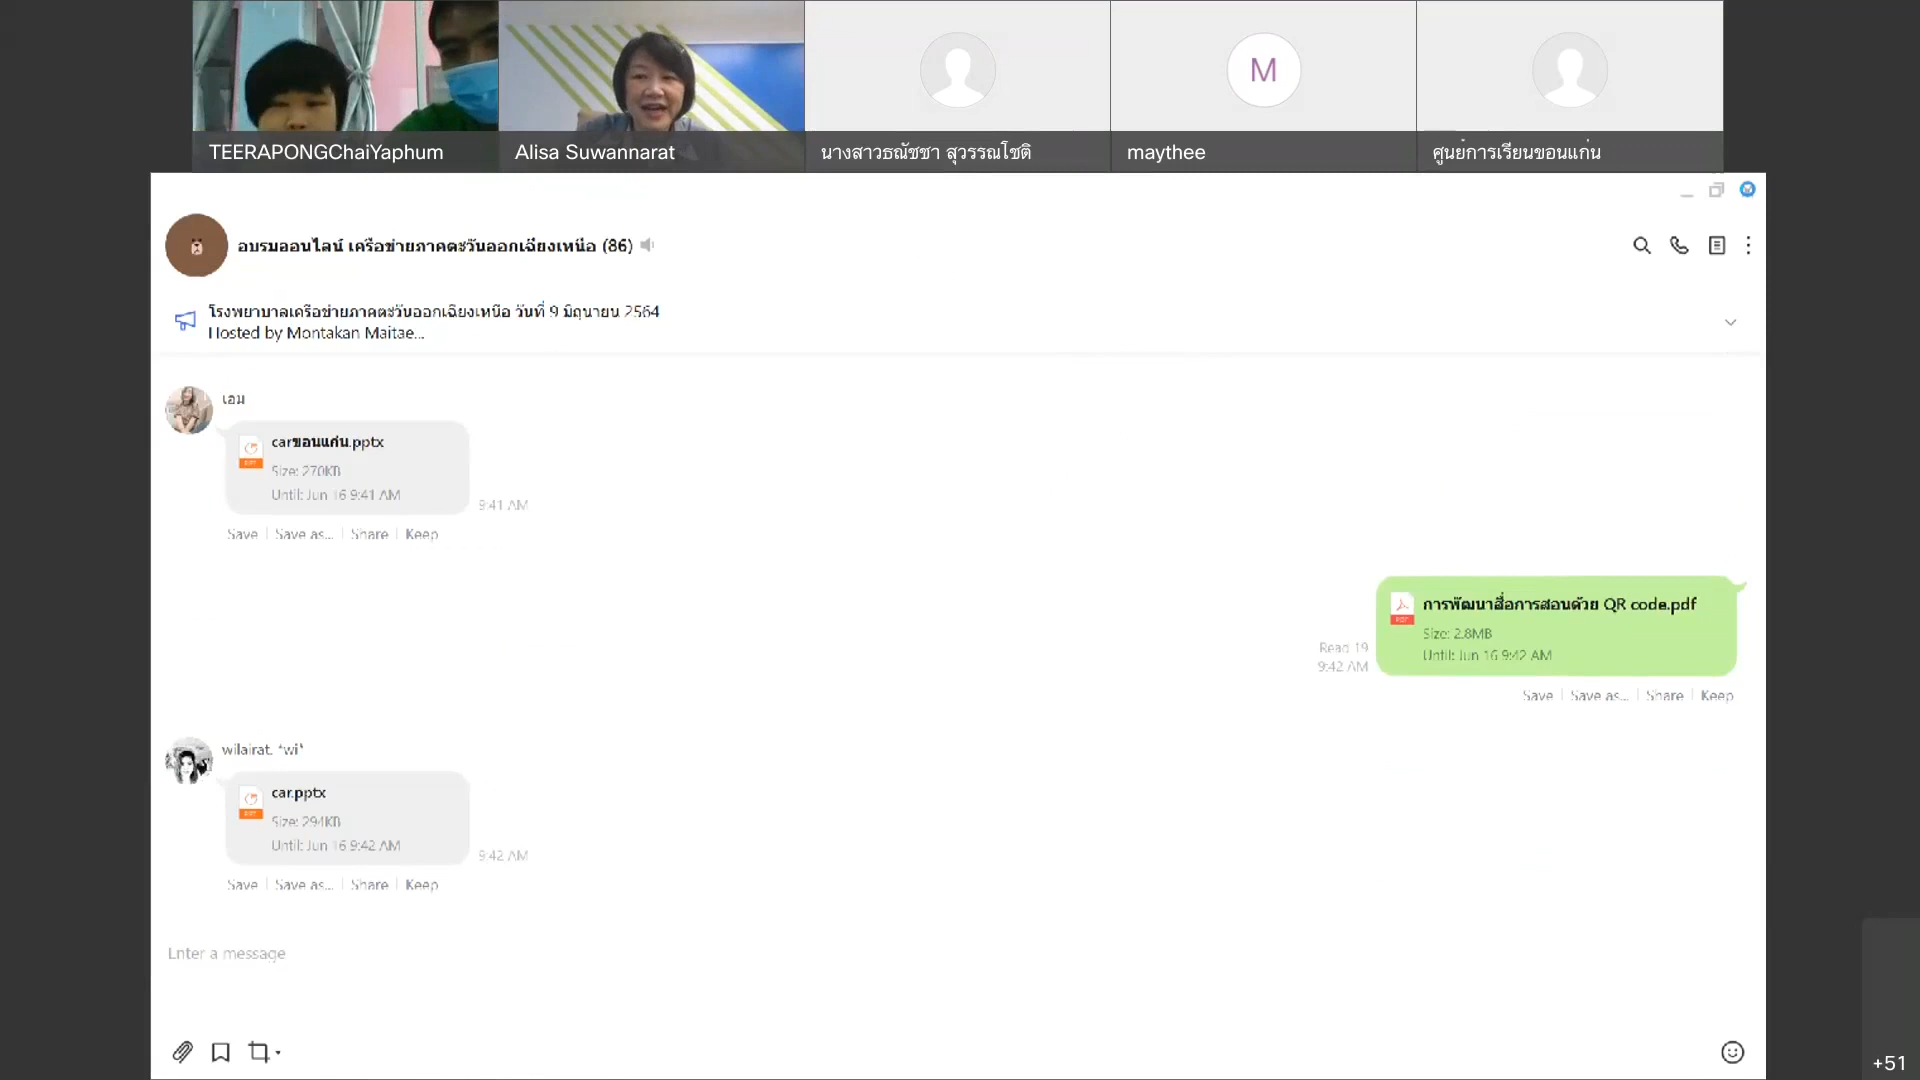 TEERAPONGChaiYaphum
Alisa Suwannarat
นางสาวธณัชชา สุวรรณโชติ
M
maythee
ศูนย์การเรียนขอนแก่น
อบรมออนไลน์ เครือข่ายภาคตะวันออกเฉียงเหนือ (86)
โรงพยาบาลเครือข่ายภาคตะวันออกเฉียงเหนือ วันที่ 9 มิถุนายน 2564
Hosted by Montakan Maitae...
เอม
carขอนแก่น.pptx
Size: 270KB
Until: Jun 16 9:41 AM
9:41 AM
Save | Save as... | Share | Keep
การพัฒนาสื่อการสอนด้วย QR code.pdf
Size: 2.8MB
Until: Jun 16 9:42 AM
Read 19
9:42 AM
Save | Save as... | Share | Keep
wilairat. *wi*
car.pptx
Size: 294KB
Until: Jun 16 9:42 AM
9:42 AM
Save | Save as... | Share | Keep
Enter a message
+51